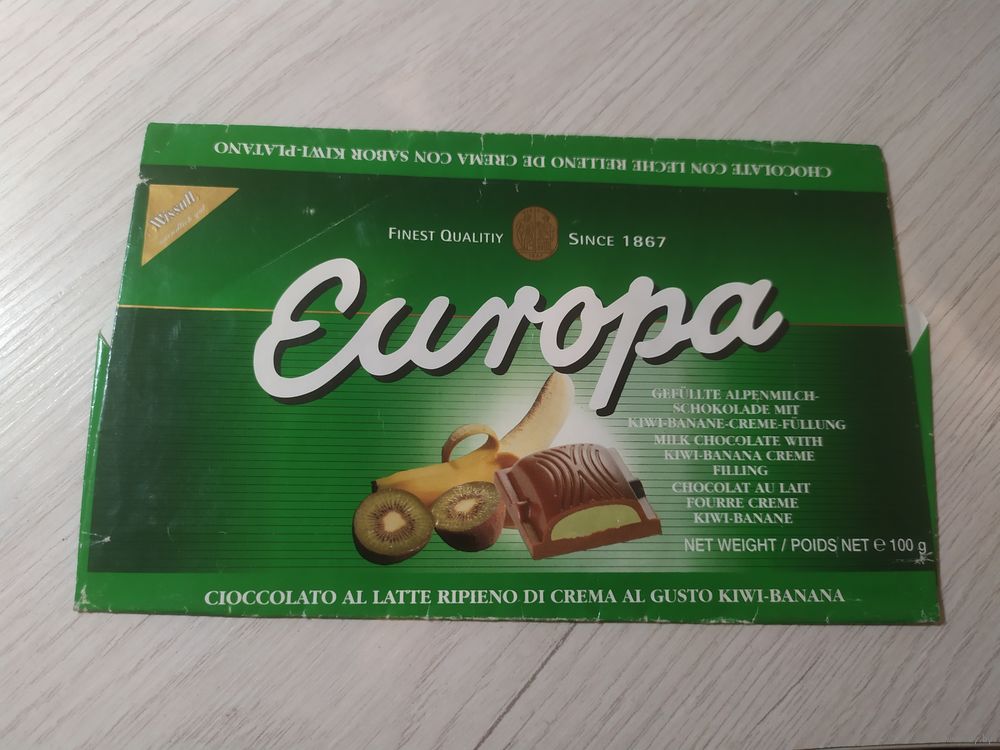 CHOCOLATE CON LECHE RELLENO DE CREMA CON SABOR KIWI-PLATANO
Wissoll
FINEST QUALITIY SINCE 1867
Europa
GEFÜLLTE ALPENMILCH-
SCHOKOLADE MIT
KIWI-BANANE-CREME-FÜLLUNG
MILK CHOCOLATE WITH
KIWI-BANANA CREME
FILLING
CHOCOLAT AU LAIT
FOURRE CREME
KIWI-BANANE
NET WEIGHT / POIDS NET ℮ 100 g
CIOCCOLATO AL LATTE RIPIENO DI CREMA AL GUSTO KIWI-BANANA